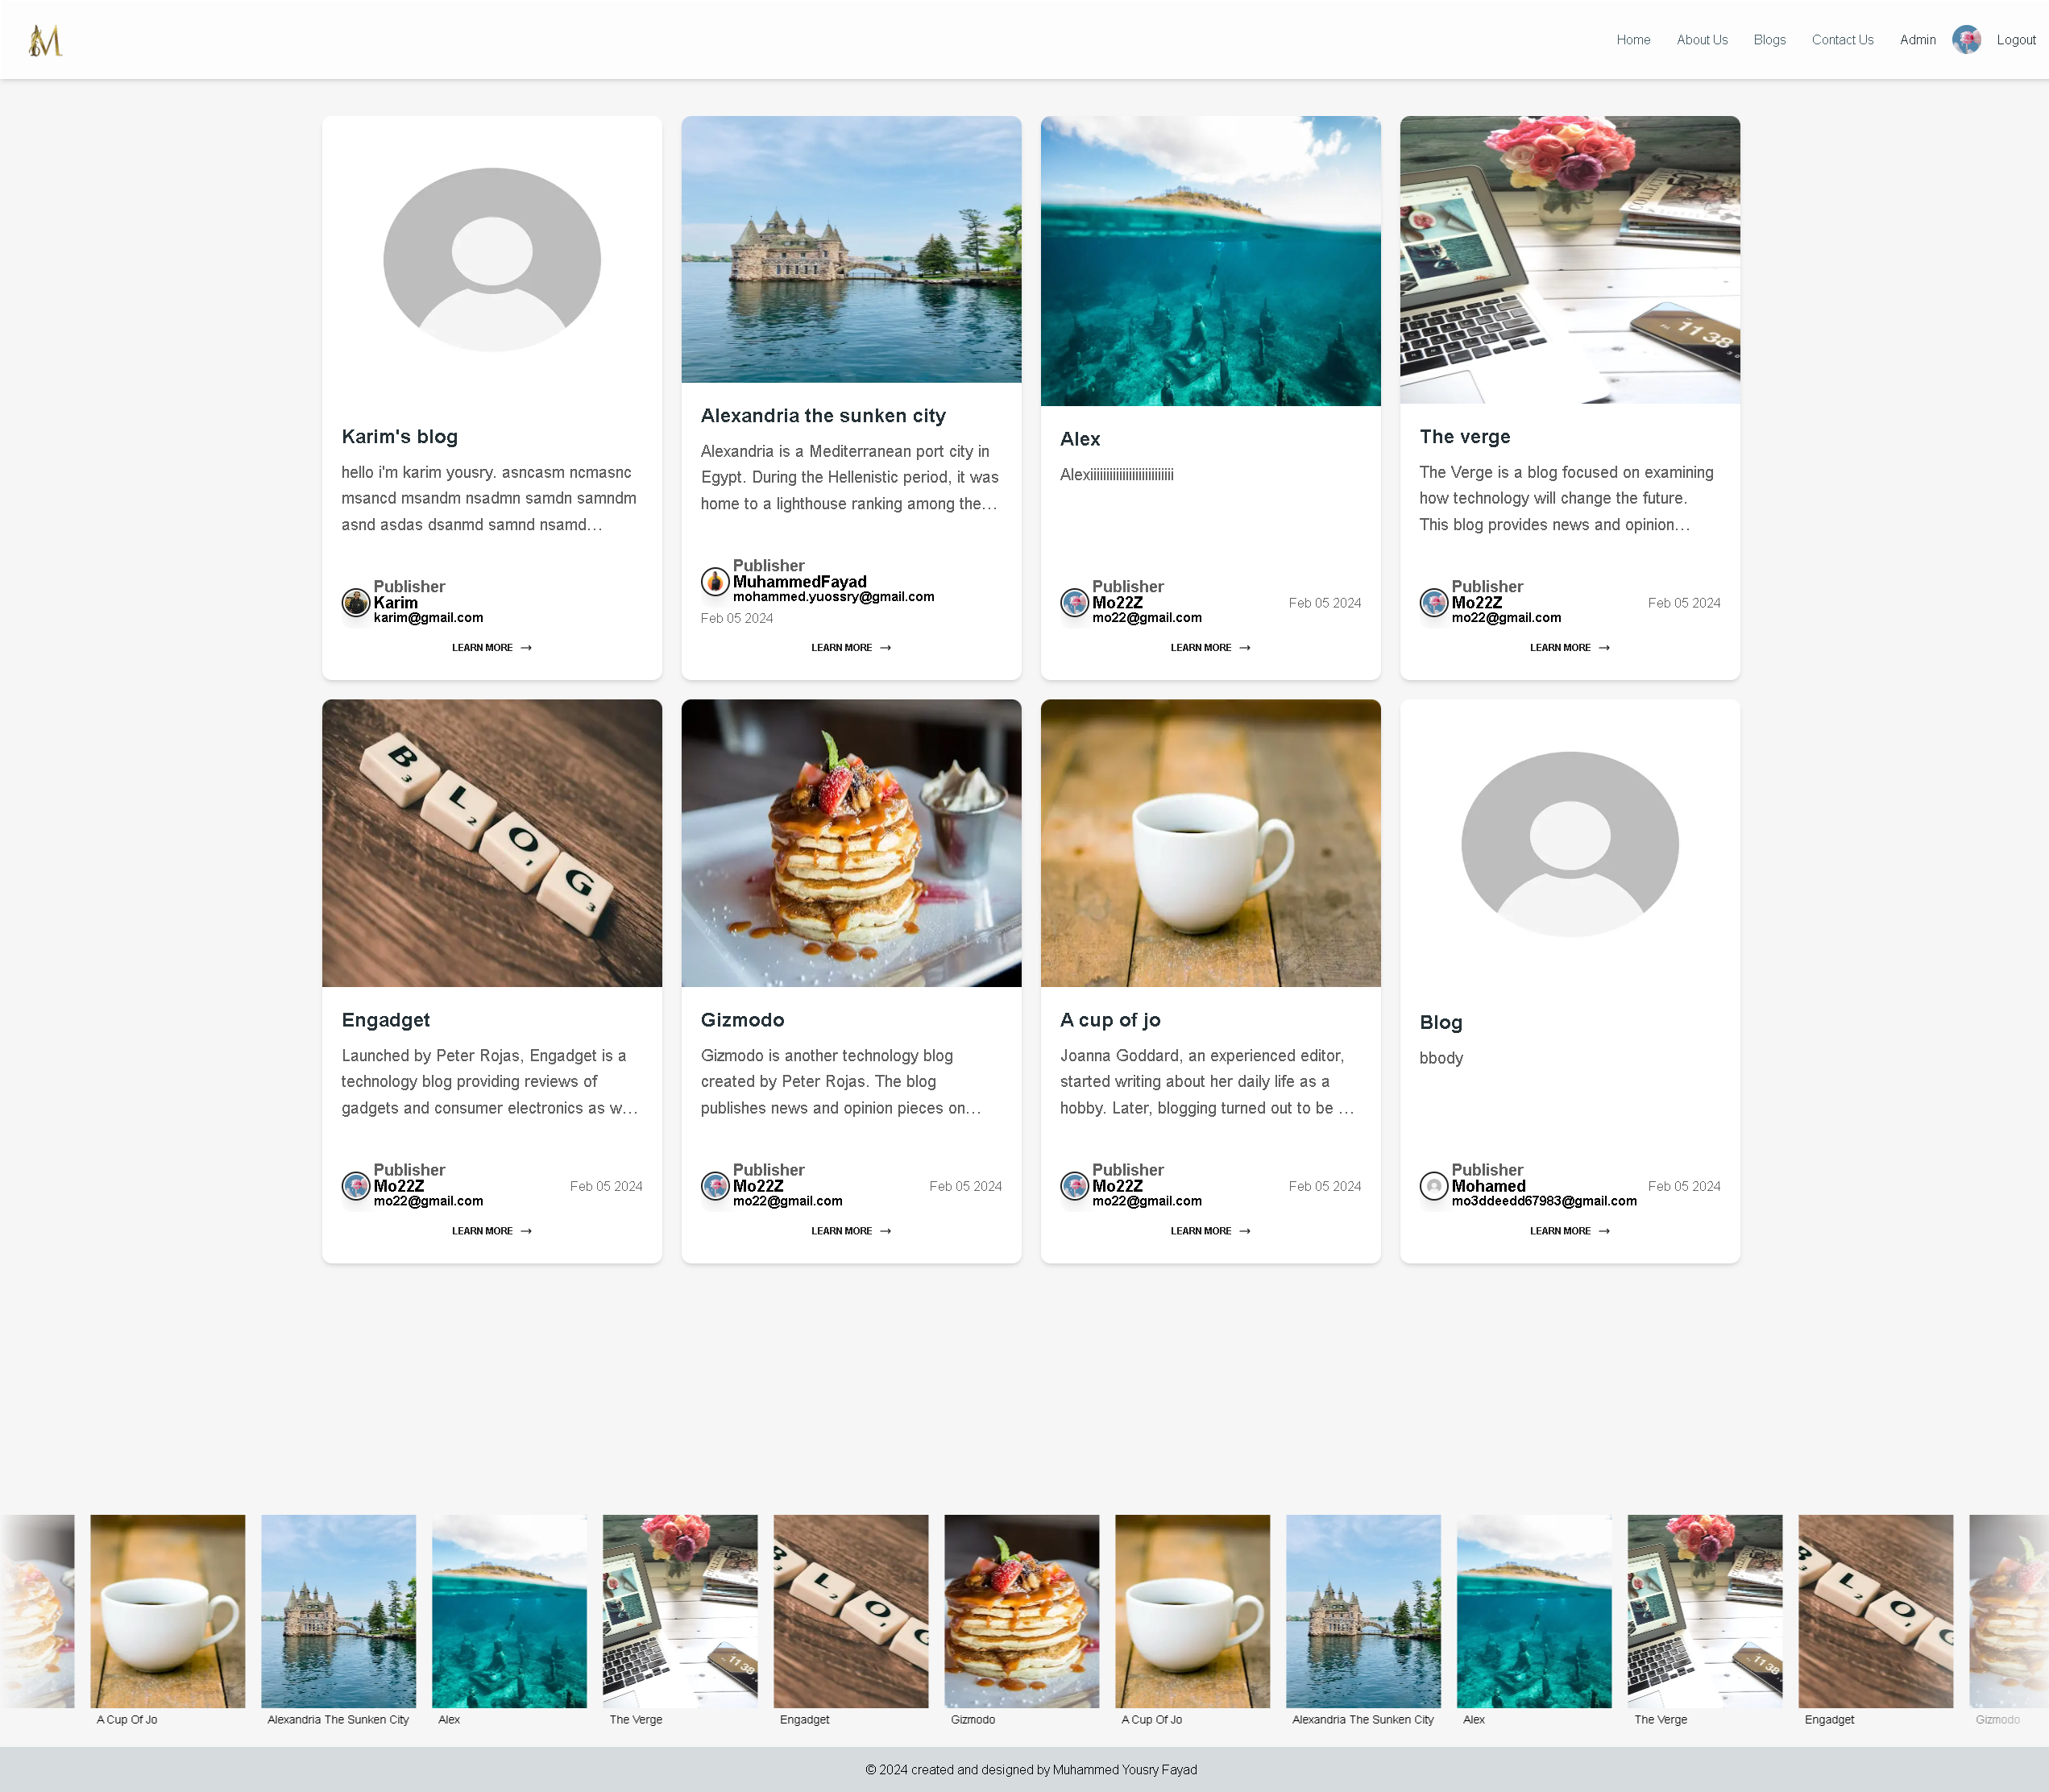 M
Home About Us Blogs Contact Us Admin Logout
COLLECT
11 38
Karim's blog
hello i'm karim yousry. asncasm ncmasnc
msancd msandm nsadmn samdn samndm
asnd asdas dsanmd samnd nsamd…
Publisher
Karim
karim@gmail.com
LEARN MORE →
Alexandria the sunken city
Alexandria is a Mediterranean port city in
Egypt. During the Hellenistic period, it was
home to a lighthouse ranking among the…
Publisher
MuhammedFayad
mohammed.yuossry@gmail.com
Feb 05 2024
LEARN MORE →
Alex
Alexiiiiiiiiiiiiiiiiiiiiiiiiii
Publisher
Mo22Z
mo22@gmail.com
Feb 05 2024
LEARN MORE →
The verge
The Verge is a blog focused on examining
how technology will change the future.
This blog provides news and opinion…
Publisher
Mo22Z
mo22@gmail.com
Feb 05 2024
LEARN MORE →
B3 L2 O1 G3
Engadget
Launched by Peter Rojas, Engadget is a
technology blog providing reviews of
gadgets and consumer electronics as w…
Publisher
Mo22Z
mo22@gmail.com
Feb 05 2024
LEARN MORE →
Gizmodo
Gizmodo is another technology blog
created by Peter Rojas. The blog
publishes news and opinion pieces on…
Publisher
Mo22Z
mo22@gmail.com
Feb 05 2024
LEARN MORE →
A cup of jo
Joanna Goddard, an experienced editor,
started writing about her daily life as a
hobby. Later, blogging turned out to be …
Publisher
Mo22Z
mo22@gmail.com
Feb 05 2024
LEARN MORE →
Blog
bbody
Publisher
Mohamed
mo3ddeedd67983@gmail.com
Feb 05 2024
LEARN MORE →
A Cup Of Jo
Alexandria The Sunken City
Alex
The Verge
Engadget
Gizmodo
A Cup Of Jo
Alexandria The Sunken City
Alex
The Verge
Engadget
Gizmodo
© 2024 created and designed by Muhammed Yousry Fayad